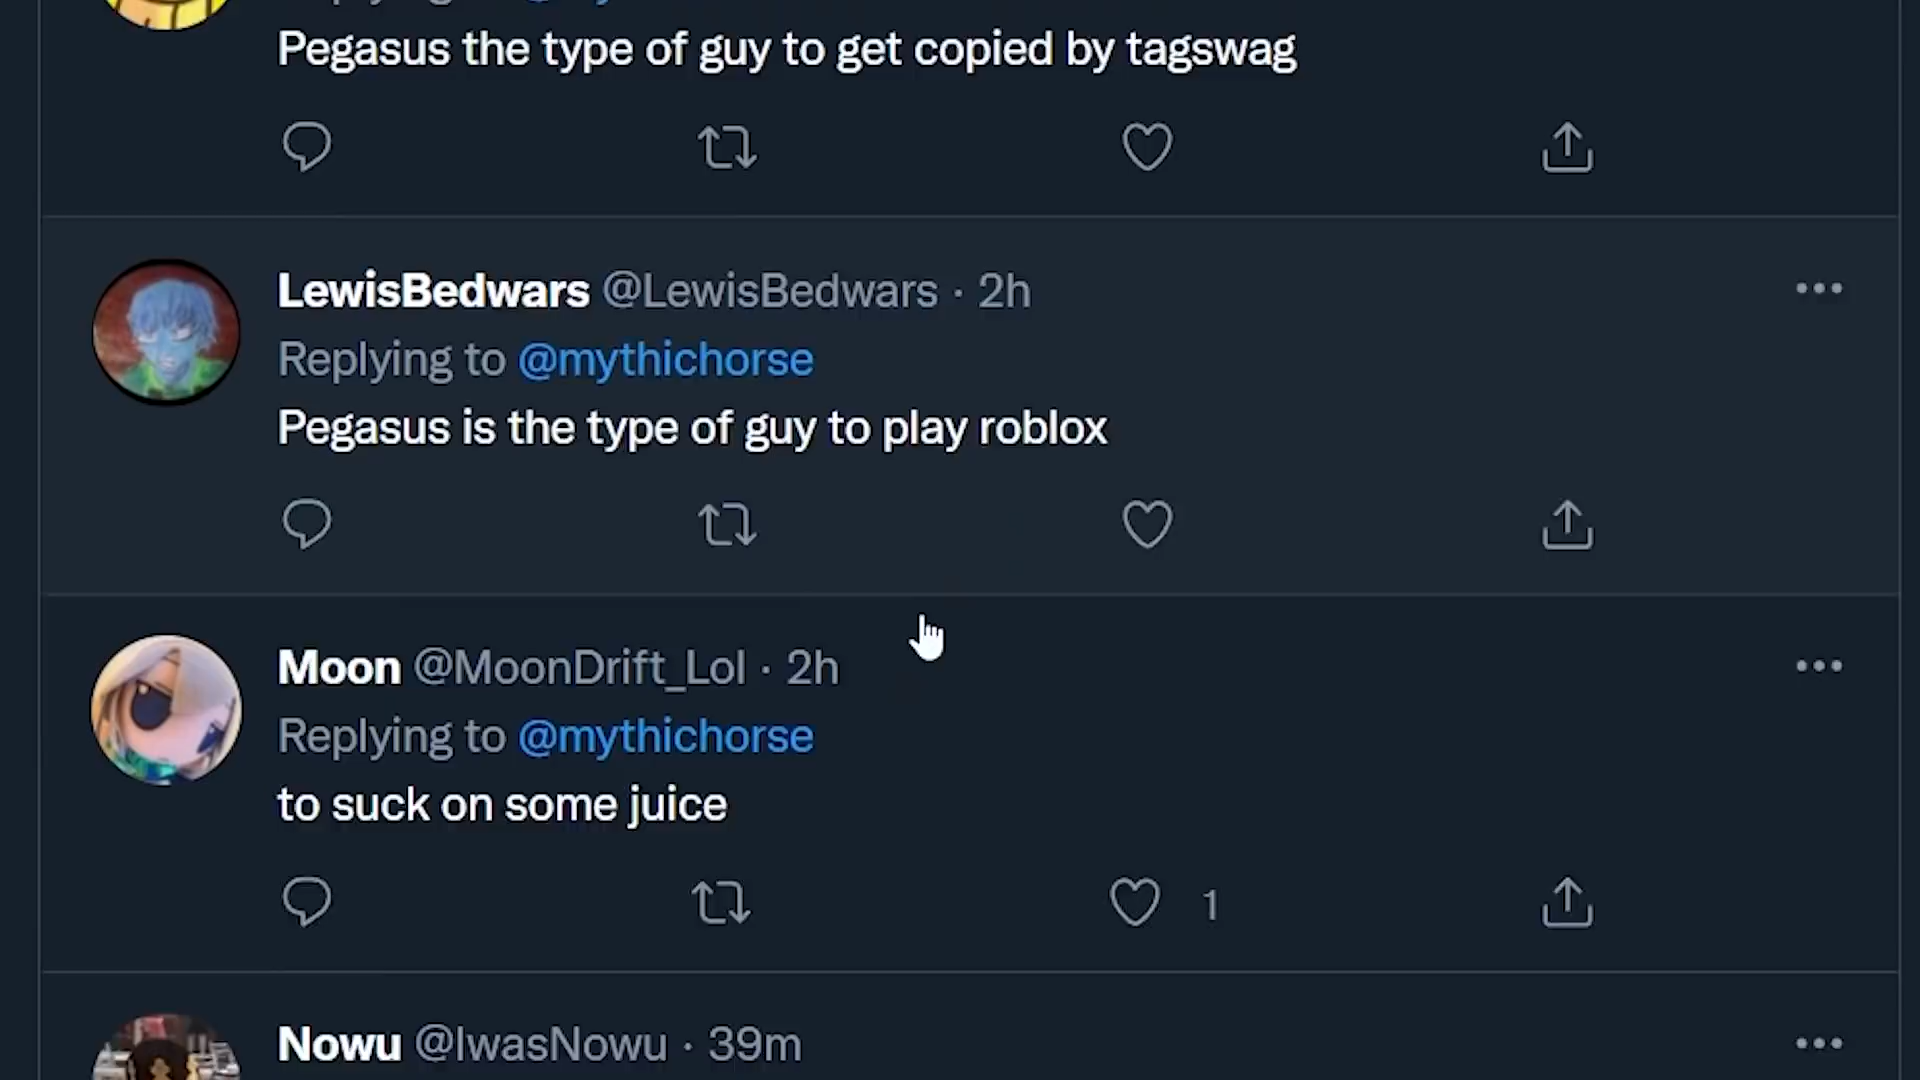 Pegasus the type of guy to get copied by tagswag
LewisBedwars @LewisBedwars · 2h
Replying to @mythichorse
Pegasus is the type of guy to play roblox
Moon @MoonDrift_Lol · 2h
Replying to @mythichorse
to suck on some juice
1
Nowu @IwasNowu · 39m